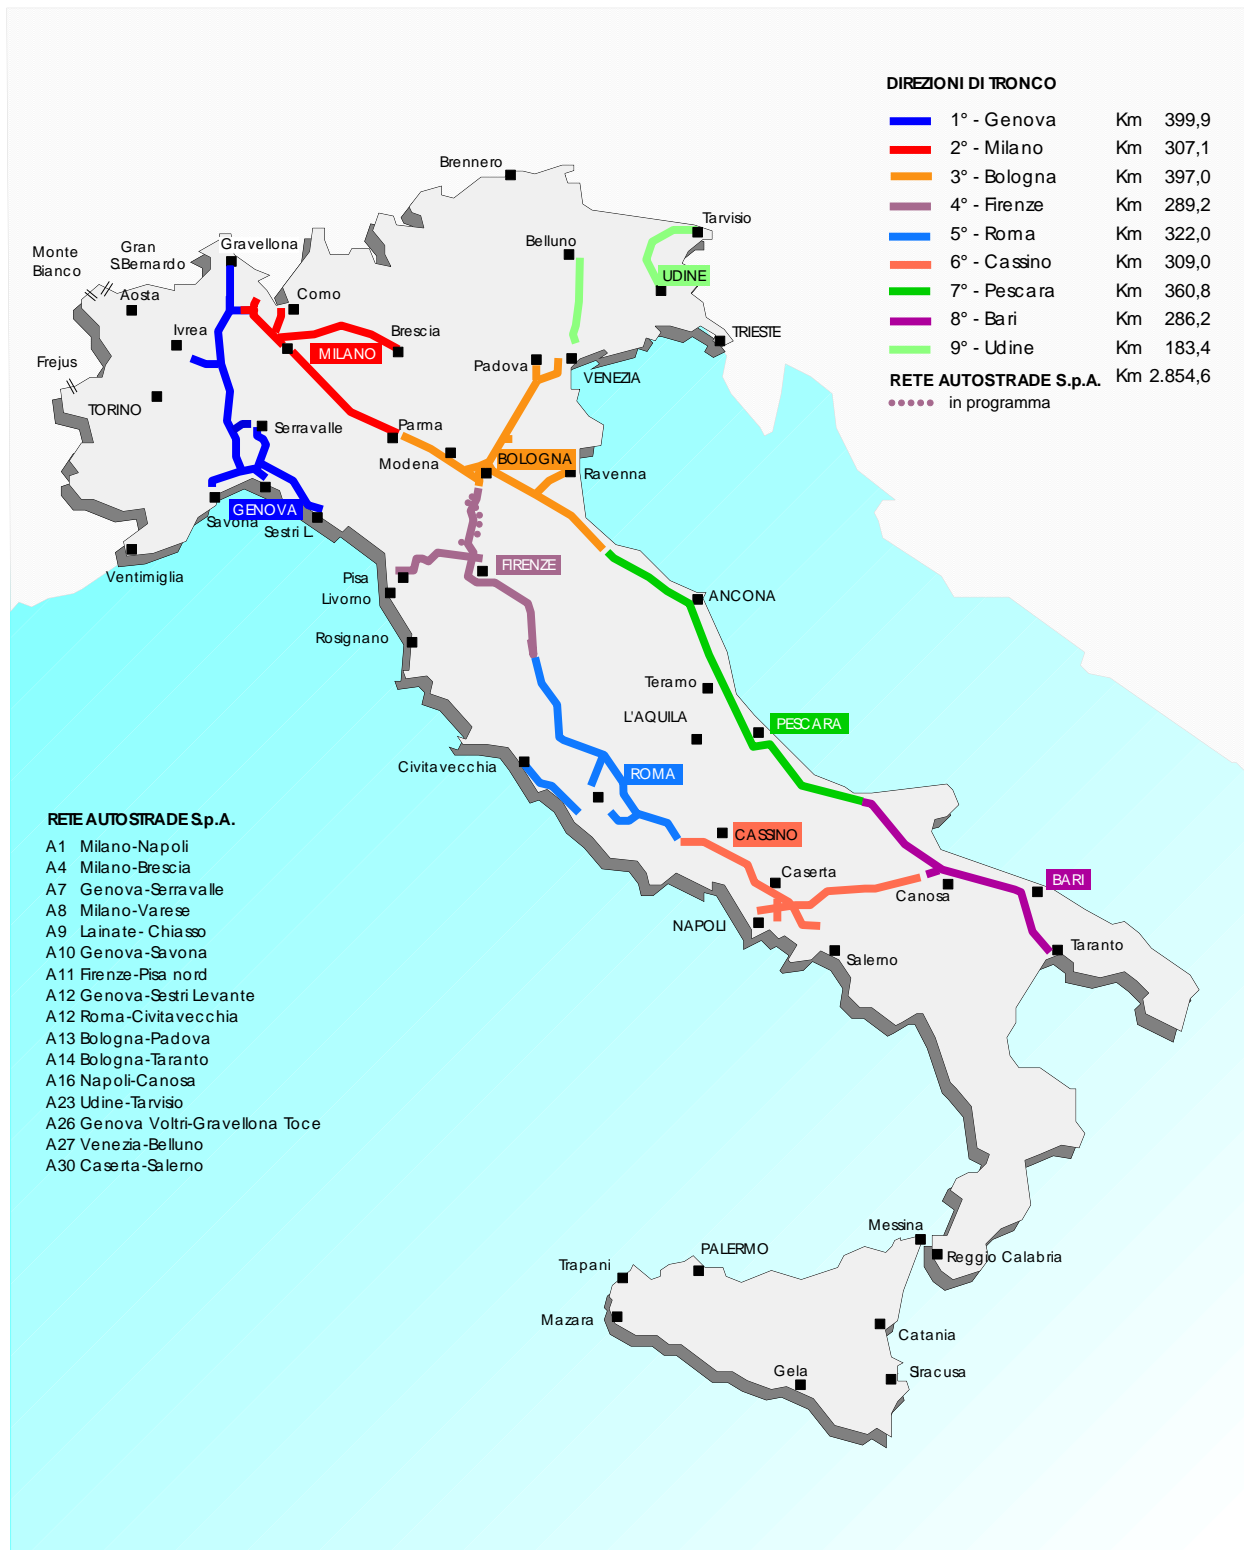 DIREZIONI DI TRONCO
1° - Genova Km 399,9
2° - Milano Km 307,1
3° - Bologna Km 397,0
4° - Firenze Km 289,2
5° - Roma Km 322,0
6° - Cassino Km 309,0
7° - Pescara Km 360,8
8° - Bari Km 286,2
9° - Udine Km 183,4
RETE AUTOSTRADE S.p.A. Km 2.854,6
in programma
Brennero
Tarvisio
Belluno
Gravellona
Gran
S.Bernardo
Monte
Bianco
UDINE
Aosta
Como
Ivrea
Brescia
TRIESTE
MILANO
Frejus
Padova
VENEZIA
TORINO
Parma
Serravalle
Modena
BOLOGNA
Ravenna
GENOVA
Savona
Sestri L.
FIRENZE
Ventimiglia
Pisa
Livorno
ANCONA
Rosignano
Teramo
L'AQUILA
PESCARA
Civitavecchia
ROMA
CASSINO
Caserta
BARI
Canosa
NAPOLI
Taranto
Salerno
RETE AUTOSTRADE S.p.A.
A1 Milano-Napoli
A4 Milano-Brescia
A7 Genova-Serravalle
A8 Milano-Varese
A9 Lainate- Chiasso
A10 Genova-Savona
A11 Firenze-Pisa nord
A12 Genova-Sestri Levante
A12 Roma-Civitavecchia
A13 Bologna-Padova
A14 Bologna-Taranto
A16 Napoli-Canosa
A23 Udine-Tarvisio
A26 Genova Voltri-Gravellona Toce
A27 Venezia-Belluno
A30 Caserta-Salerno
Messina
PALERMO
Reggio Calabria
Trapani
Mazara
Catania
Gela
Siracusa